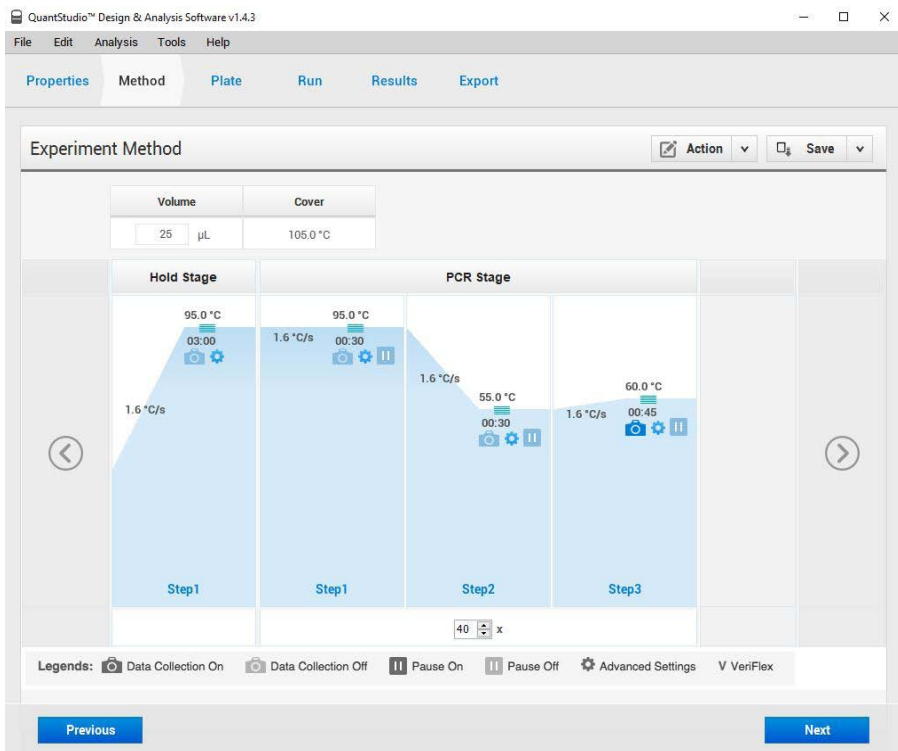 QuantStudio™ Design & Analysis Software v1.4.3
File Edit Analysis Tools Help
Properties Method Plate Run Results Export
Experiment Method
Action
Save
Volume Cover
25 µL 105.0 °C
Hold Stage PCR Stage
95.0 °C 95.0 °C
03:00 1.6 °C/s 00:30
1.6 °C/s
55.0 °C
60.0 °C
1.6 °C/s 1.6 °C/s 00:45
00:30
Step1 Step1 Step2 Step3
40 x
Legends: Data Collection On Data Collection Off Pause On Pause Off Advanced Settings V VeriFlex
Previous Next